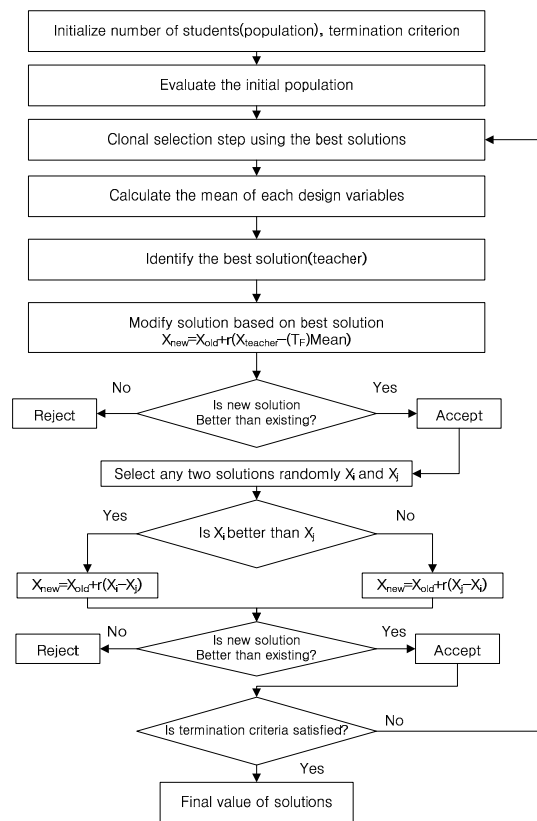 Initialize number of students(population), termination criterion
Evaluate the initial population
Clonal selection step using the best solutions
Calculate the mean of each design variables
Identify the best solution(teacher)
Modify solution based on best solution
Xnew=Xold+r(Xteacher-(TF)Mean)
No
Yes
Is new solution
Better than existing?
Reject
Accept
Select any two solutions randomly Xi and Xj
Yes
No
Is Xi better than Xj
Xnew=Xold+r(Xi-Xj)
Xnew=Xold+r(Xj-Xi)
No
Yes
Is new solution
Better than existing?
Reject
Accept
No
Is termination criteria satisfied?
Yes
Final value of solutions